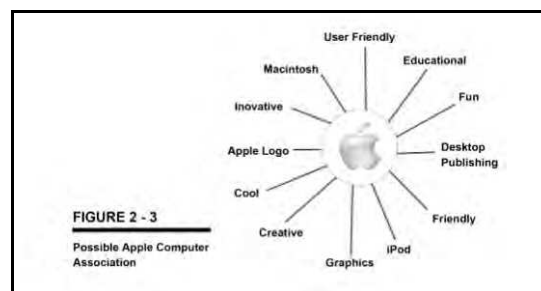 User Friendly
Educational
Macintosh
Fun
Inovative
Apple Logo
Desktop
Publishing
Cool
Friendly
Creative
iPod
Graphics
FIGURE 2 - 3
Possible Apple Computer
Association